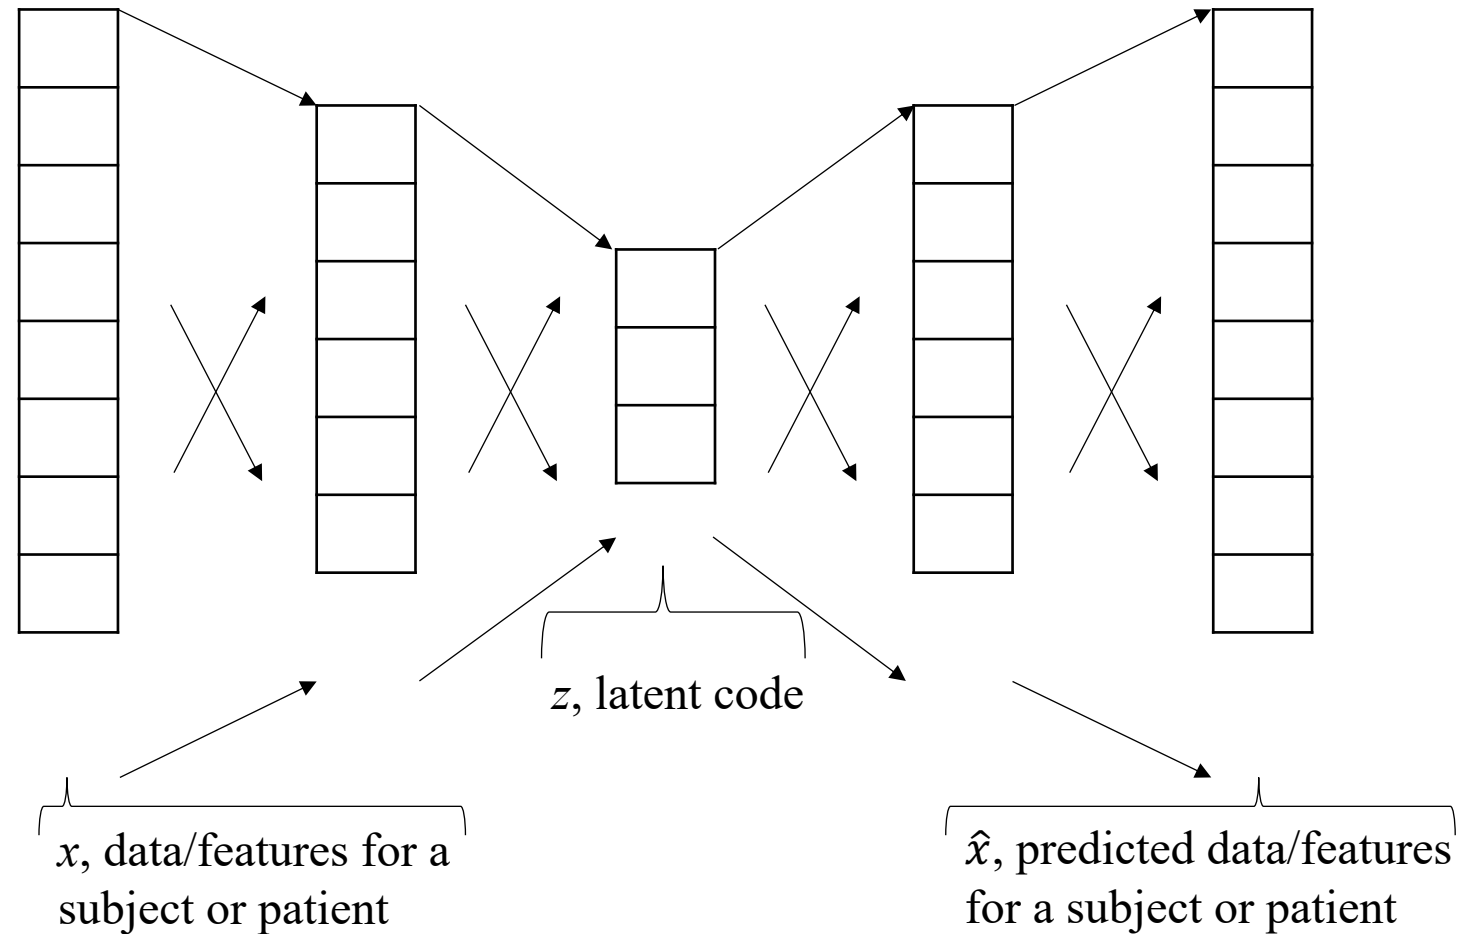 z, latent code
x, data/features for a
subject or patient
x̂, predicted data/features
for a subject or patient